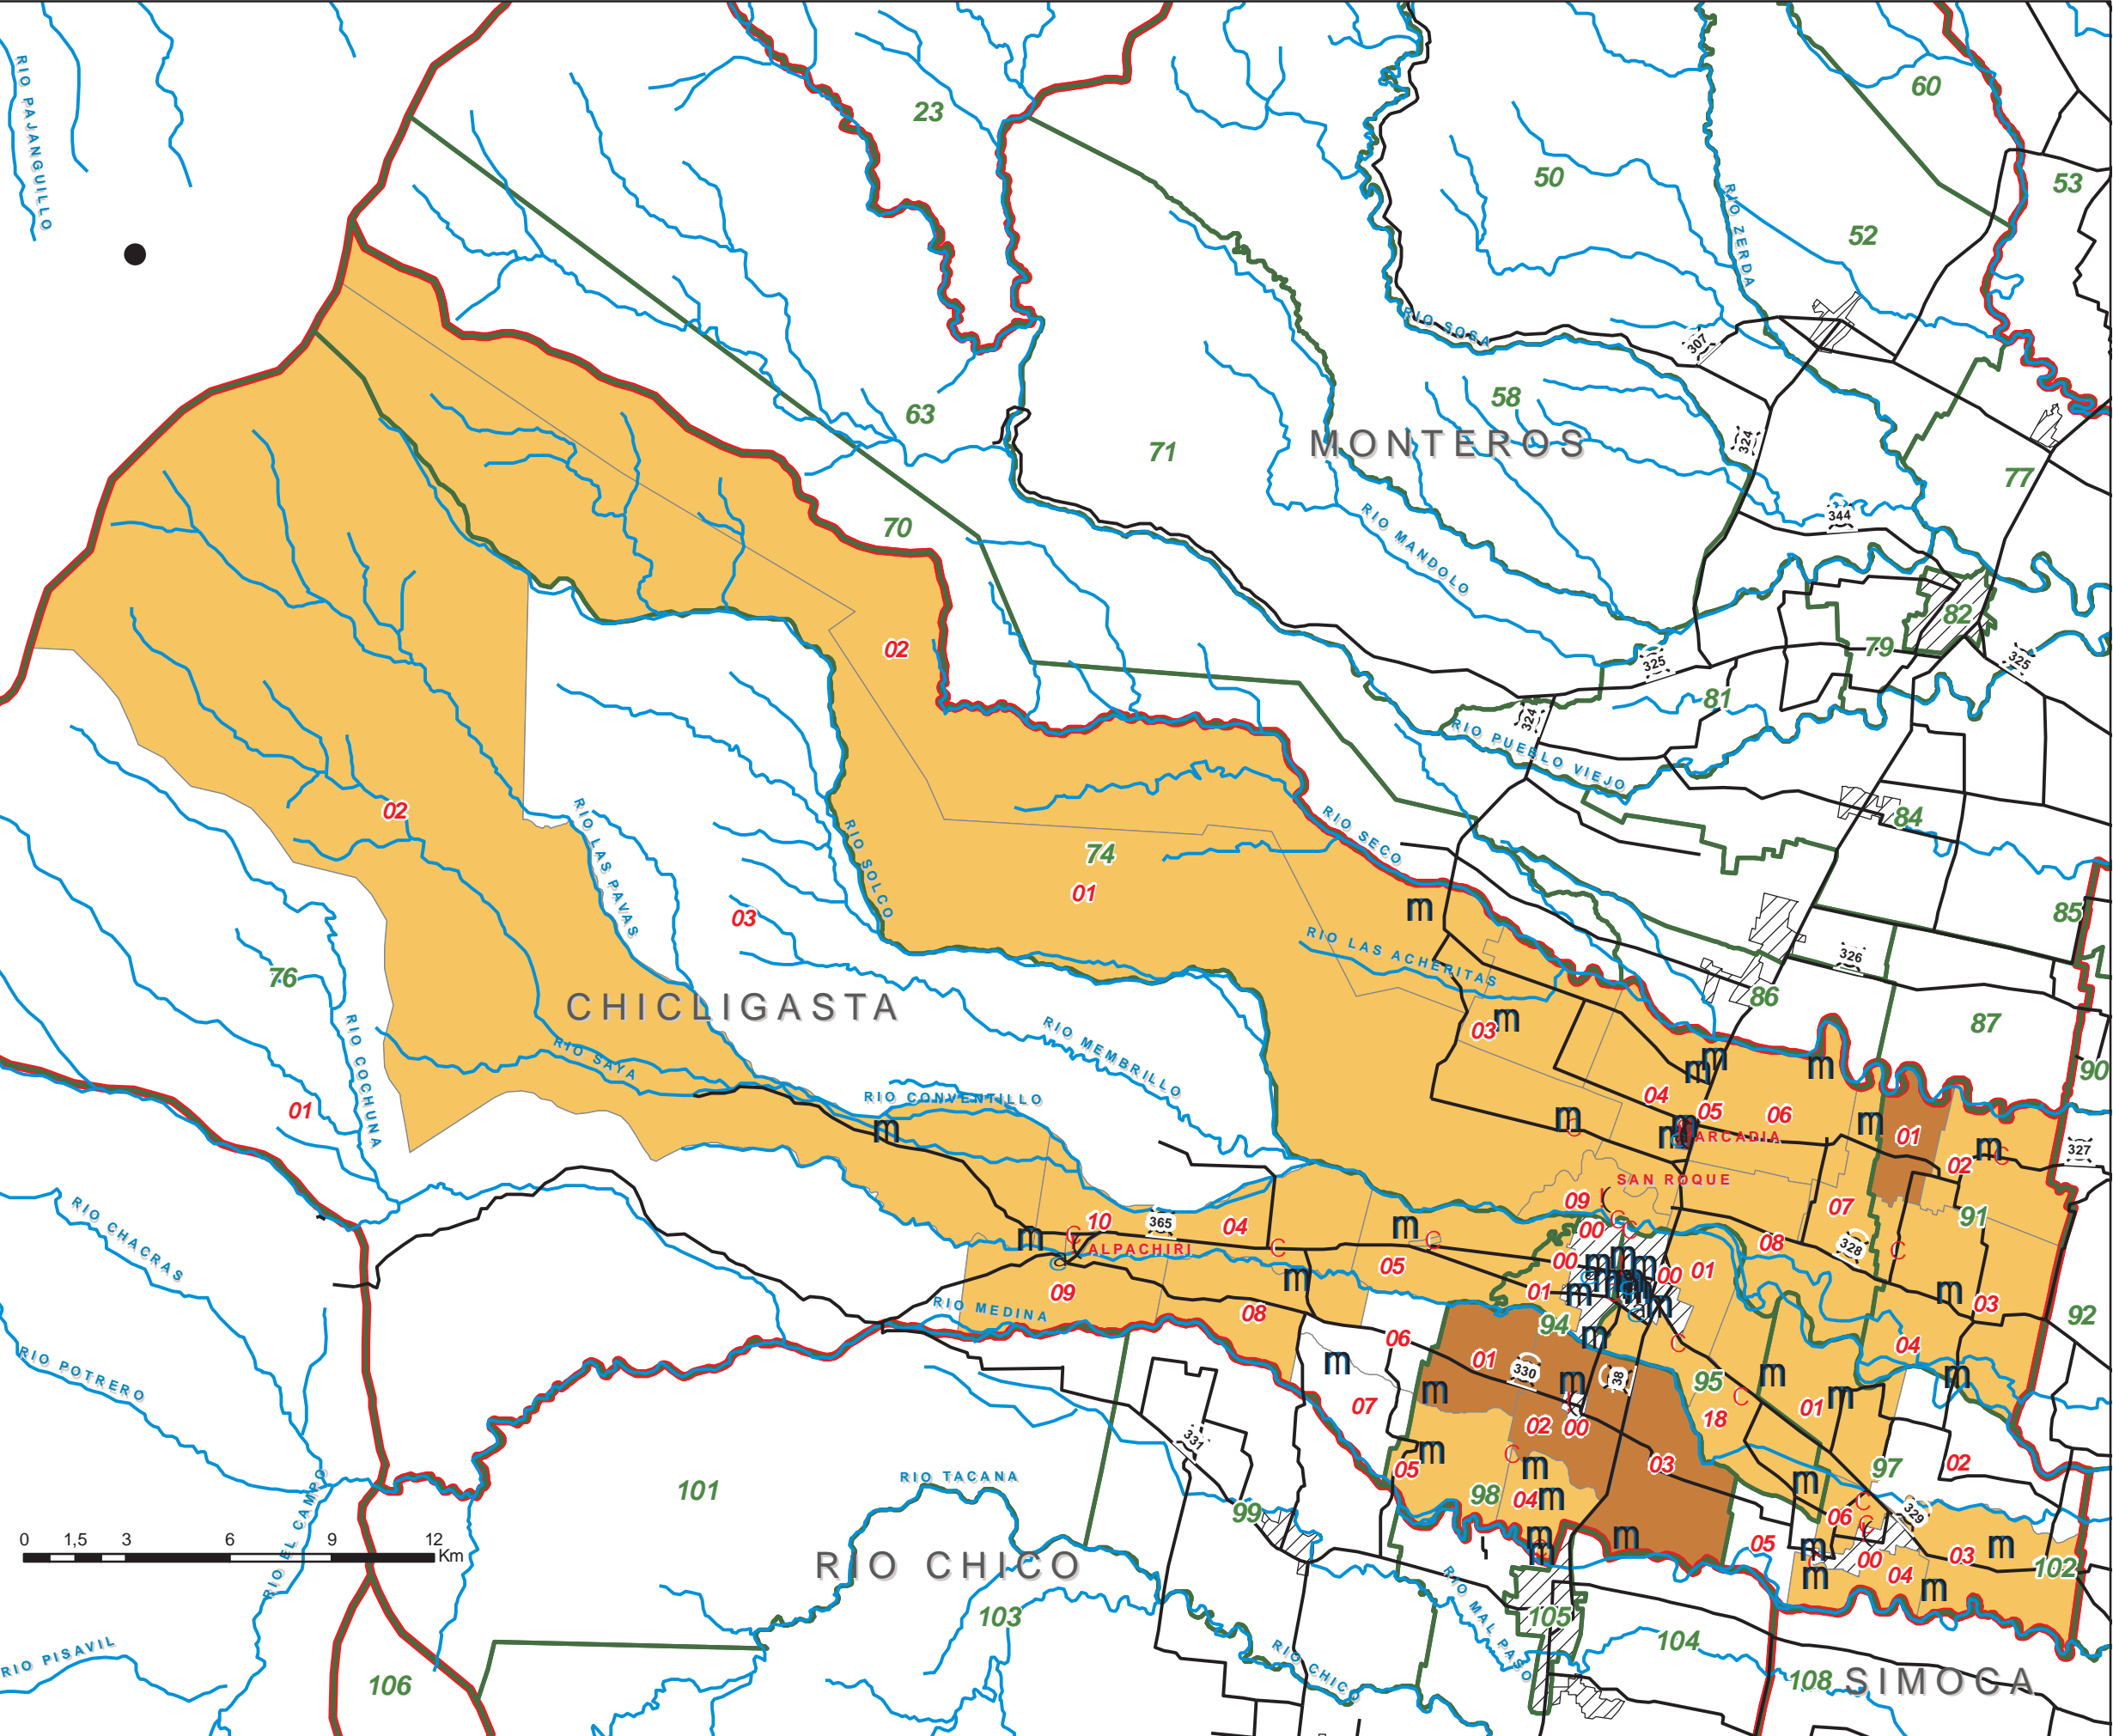 RIO PAJANGUILLO
23
60
50
53
RIO ZERDA
52
RIO SOSA
307
63
58
71
MONTEROS
324
77
70
RIO MANDOLO
344
82
79
02
325
325
81
324
RIO PUEBLO VIEJO
02
RIO LAS PAVAS
RIO SOLCO
74
RIO SECO
84
01
m
03
85
RIO LAS ACHERITAS
326
76
86
CHICLIGASTA
RIO COCHUNA
RIO MEMBRILLO
03
m
87
RIO SAYA
m
m
m
90
RIO CONVENTILLO
04
05
06
01
m
m
m
m
ARCADIA
m
01
02
327
SAN ROQUE
RIO CHACRAS
10
365
04
m
09
00
07
91
m
ALPACHIRI
08
328
05
00
00
01
m
09
RIO MEDINA
08
01
m
03
92
94
06
04
01
330
38
95
m
m
m
RIO POTRERO
07
m
m
01
m
18
02
00
331
05
m
03
02
97
RIO TACANA
101
98
04
m
m
m
99
06
329
RIO EL CAMPO
0
1,5
3
6
9
12
Km
RIO CHICO
m
m
05
m
00
03
m
102
04
m
m
103
RIO MAL PASO
105
104
RIO PISAVIL
RIO CHICO
106
108
SIMOCA